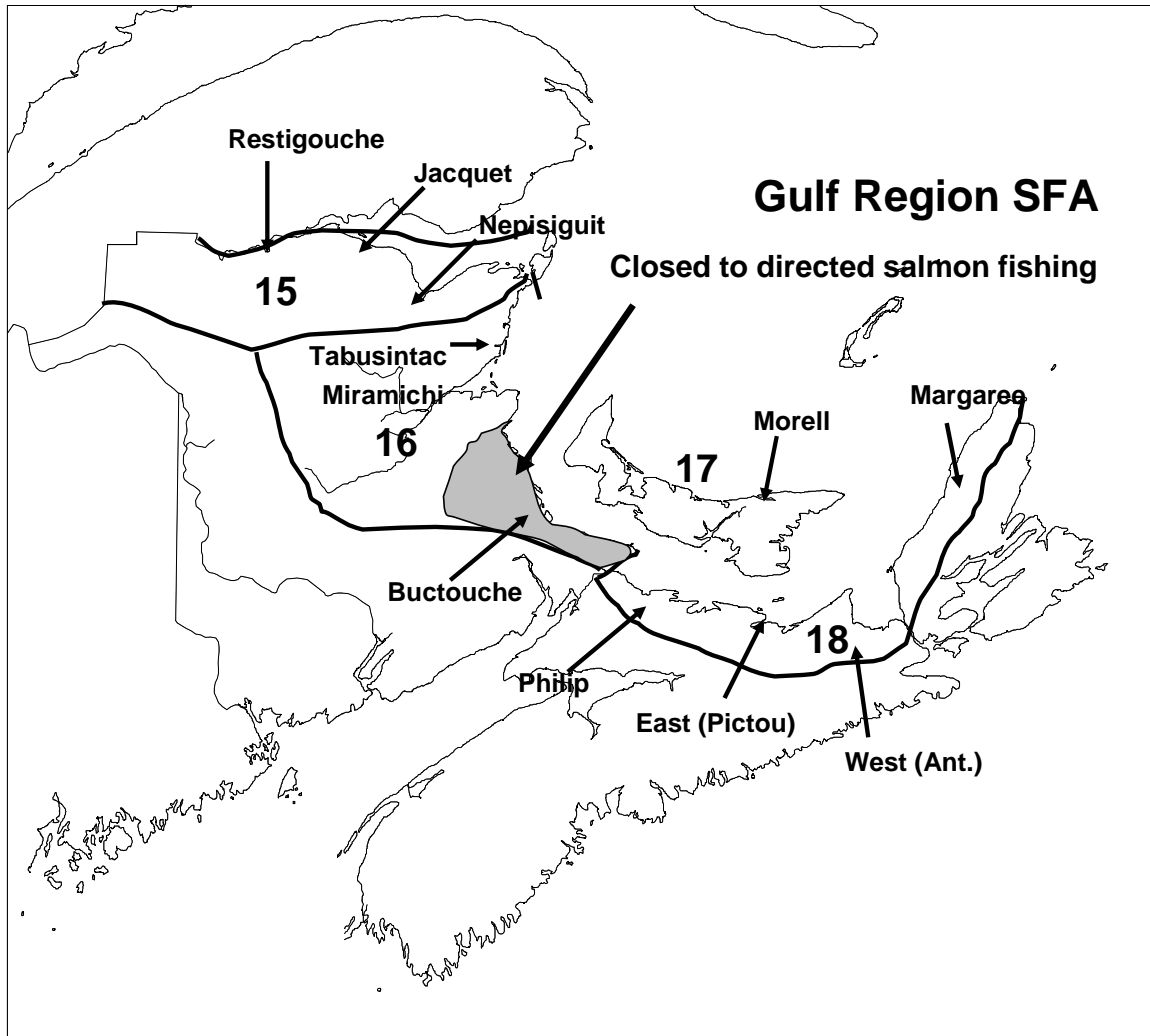 Restigouche
Jacquet
Gulf Region SFA
Nepisiguit
Closed to directed salmon fishing
15
Tabusintac
Miramichi
Margaree
Morell
16
17
Buctouche
18
Philip
East (Pictou)
West (Ant.)